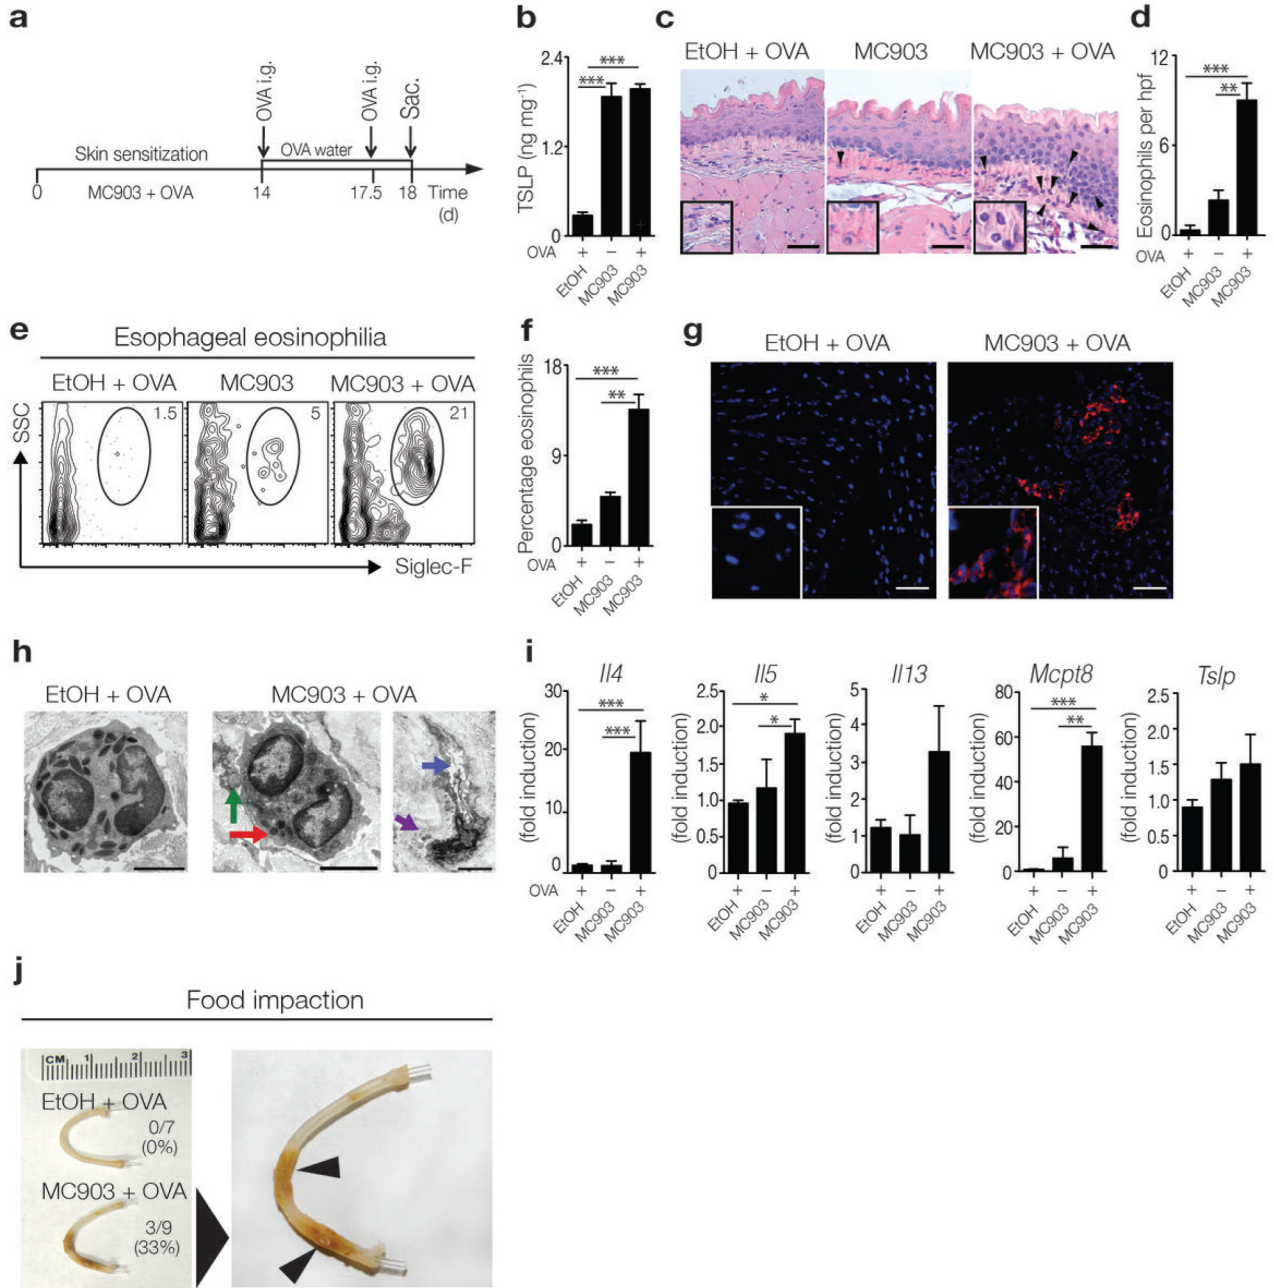 a
OVA i.g.
OVA i.g.
Sac.
Skin sensitization
OVA water
0
MC903 + OVA
14
17.5
18
Time
(d)
b
TSLP (ng mg⁻¹)
2.4
1.2
0
***
***
OVA + − +
EtOH
MC903
MC903
c
EtOH + OVA
MC903
MC903 + OVA
d
Eosinophils per hpf
12
6
0
***
**
OVA + − +
EtOH
MC903
MC903
e
Esophageal eosinophilia
EtOH + OVA
MC903
MC903 + OVA
1.5
5
21
SSC
Siglec-F
f
Percentage eosinophils
18
9
0
***
**
OVA + − +
EtOH
MC903
MC903
g
EtOH + OVA
MC903 + OVA
h
EtOH + OVA
MC903 + OVA
i
Il4
(fold induction)
30
20
10
0
***
***
OVA + − +
EtOH
MC903
MC903
Il5
(fold induction)
2.5
2.0
1.5
1.0
0.5
0
*
*
+ − +
EtOH
MC903
MC903
Il13
(fold induction)
5
4
3
2
1
0
+ − +
EtOH
MC903
MC903
Mcpt8
(fold induction)
80
60
40
20
0
***
**
+ − +
EtOH
MC903
MC903
Tslp
(fold induction)
2.5
2.0
1.5
1.0
0.5
0
+ − +
EtOH
MC903
MC903
j
Food impaction
CM 1 2 3
EtOH + OVA
0/7
(0%)
MC903 + OVA
3/9
(33%)